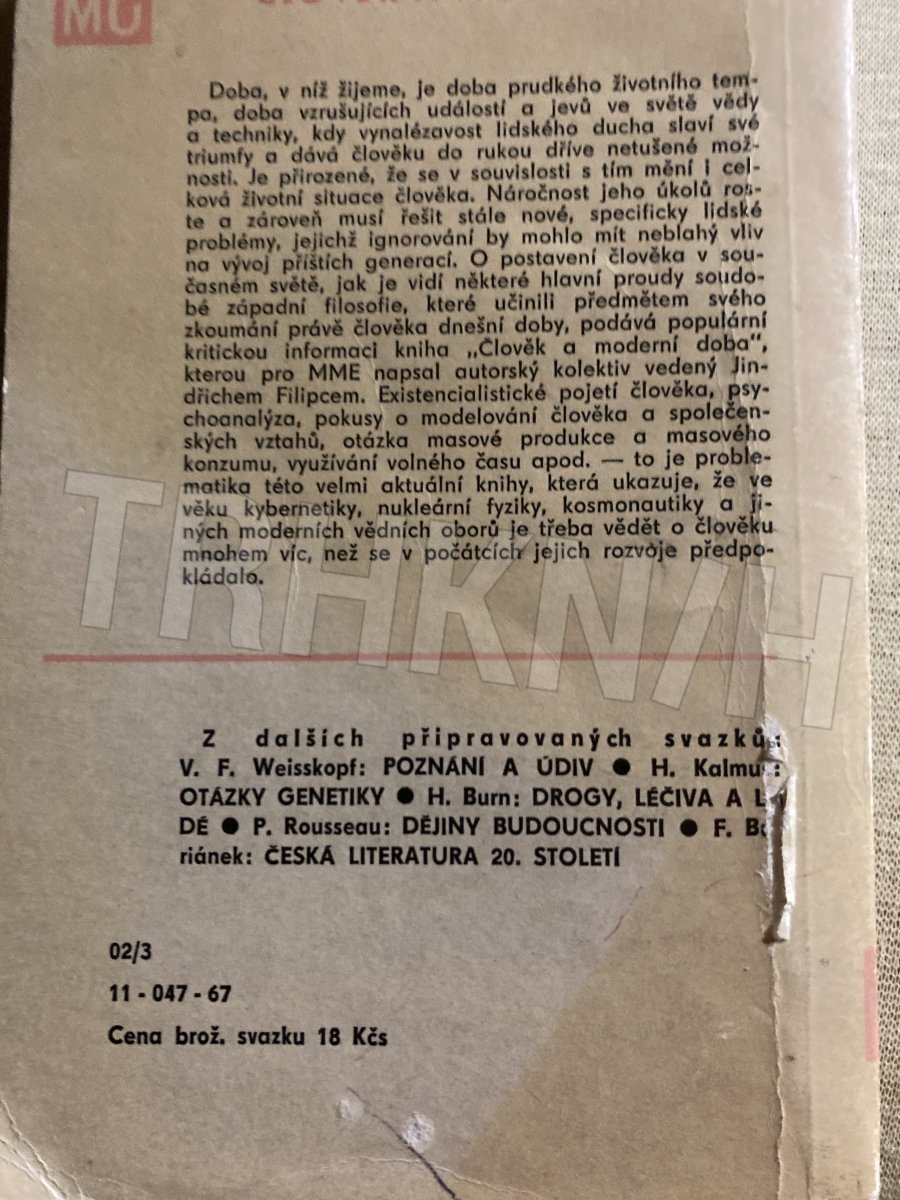 MU
Doba, v níž žijeme, je doba prudkého životního tem-
pa, doba vzrušujících událostí a jevů ve světě vědy
a techniky, kdy vynalézavost lidského ducha slaví své
triumfy a dává člověku do rukou dříve netušené mož-
nosti. Je přirozené, že se v souvislosti s tím mění i cel-
ková životní situace člověka. Náročnost jeho úkolů ros-
te a zároveň musí řešit stále nové, specificky lidské
problémy, jejichž ignorování by mohlo mít neblahý vliv
na vývoj příštích generací. O postavení člověka v sou-
časném světě, jak je vidí některé hlavní proudy soudo-
bé západní filosofie, které učinili předmětem svého
zkoumání právě člověka dnešní doby, podává populární
kritickou informaci kniha „Člověk a moderní doba",
kterou pro MME napsal autorský kolektiv vedený Jin-
dřichem Filipcem. Existencialistické pojetí člověka, psy-
choanalýza, pokusy o modelování člověka a společen-
ských vztahů, otázka masové produkce a masového
konzumu, využívání volného času apod. — to je proble-
matika této velmi aktuální knihy, která ukazuje, že ve
věku kybernetiky, nukleární fyziky, kosmonautiky a ji-
ných moderních vědních oborů je třeba vědět o člověku
mnohem víc, než se v počátcích jejich rozvoje předpo-
kládalo.
TRHKNIH
Z dalších připravovaných svazků:
V. F. Weisskopf: POZNÁNÍ A ÚDIV ● H. Kalmus:
OTÁZKY GENETIKY ● H. Burn: DROGY, LÉČIVA A LI
DÉ ● P. Rousseau: DĚJINY BUDOUCNOSTI ● F. Bu
riánek: ČESKÁ LITERATURA 20. STOLETÍ
02/3
11 - 047 - 67
Cena brož. svazku 18 Kčs